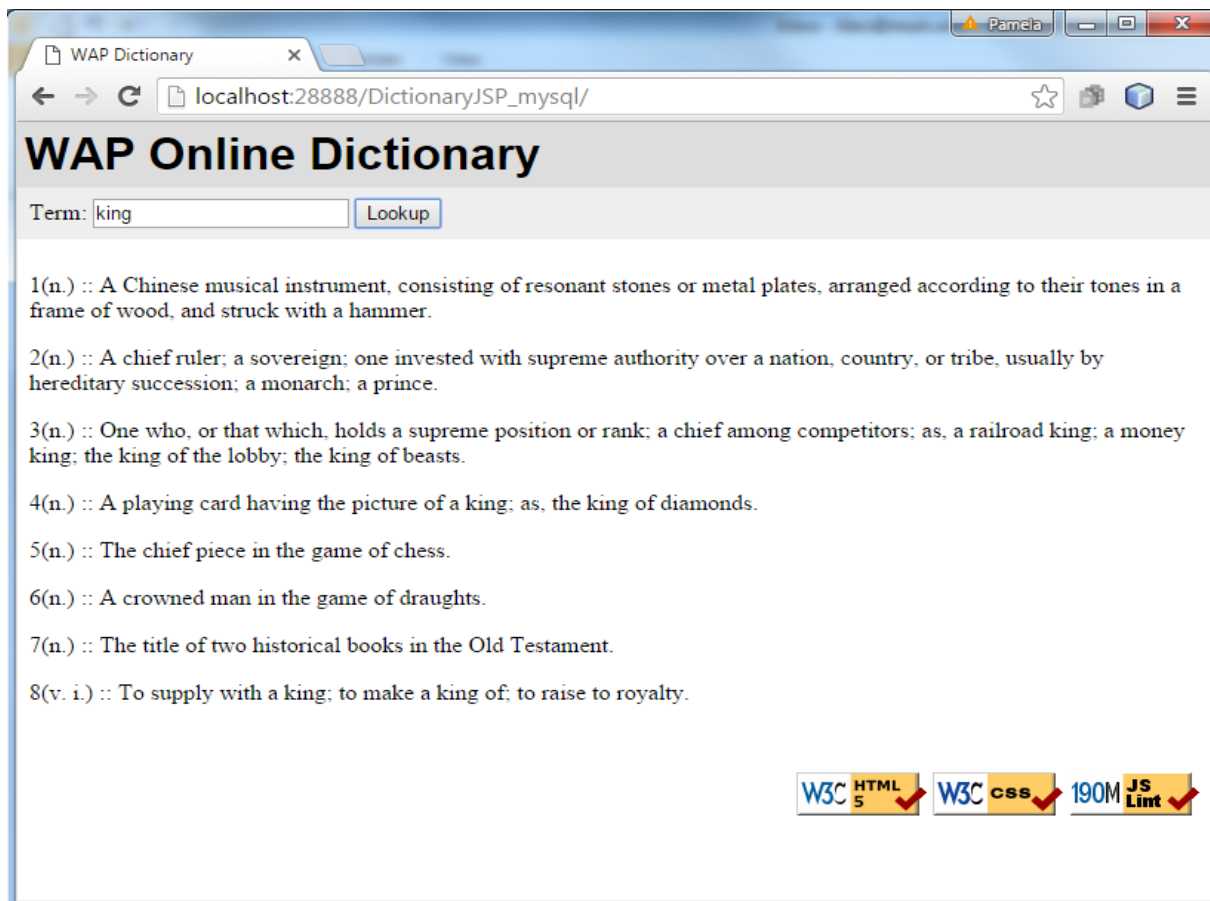 Pamela
WAP Dictionary
localhost:28888/DictionaryJSP_mysql/
WAP Online Dictionary
Term: king Lookup
1(n.) :: A Chinese musical instrument, consisting of resonant stones or metal plates, arranged according to their tones in a
frame of wood, and struck with a hammer.
2(n.) :: A chief ruler; a sovereign; one invested with supreme authority over a nation, country, or tribe, usually by
hereditary succession; a monarch; a prince.
3(n.) :: One who, or that which, holds a supreme position or rank; a chief among competitors; as, a railroad king; a money
king; the king of the lobby; the king of beasts.
4(n.) :: A playing card having the picture of a king; as, the king of diamonds.
5(n.) :: The chief piece in the game of chess.
6(n.) :: A crowned man in the game of draughts.
7(n.) :: The title of two historical books in the Old Testament.
8(v. i.) :: To supply with a king; to make a king of; to raise to royalty.
W3C HTML 5 W3C css 190M JS Lint